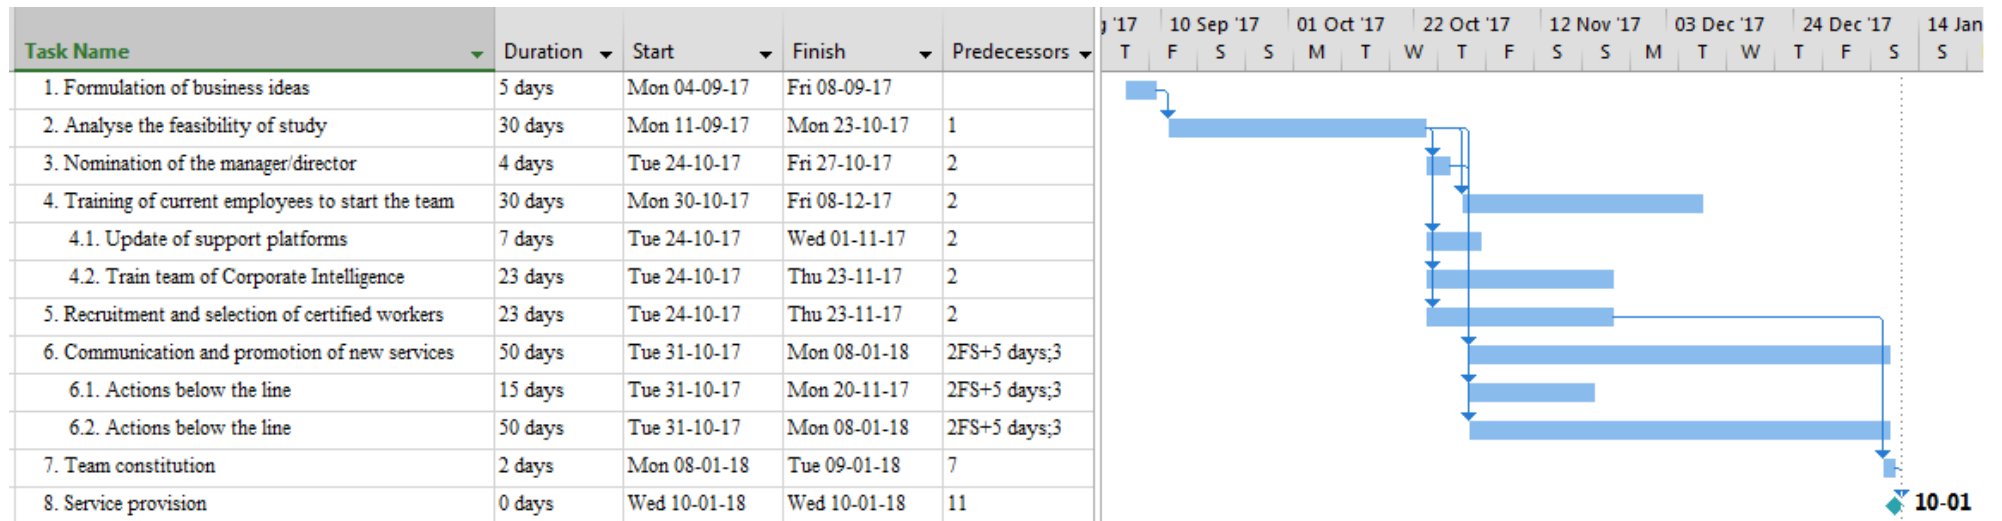 g '17 10 Sep '17 01 Oct '17 22 Oct '17 12 Nov '17 03 Dec '17 24 Dec '17 14 Jan
Task Name Duration Start Finish Predecessors T F S S M T W T F S S M T W T F S S
1. Formulation of business ideas 5 days Mon 04-09-17 Fri 08-09-17
2. Analyse the feasibility of study 30 days Mon 11-09-17 Mon 23-10-17 1
3. Nomination of the manager/director 4 days Tue 24-10-17 Fri 27-10-17 2
4. Training of current employees to start the team 30 days Mon 30-10-17 Fri 08-12-17 2
4.1. Update of support platforms 7 days Tue 24-10-17 Wed 01-11-17 2
4.2. Train team of Corporate Intelligence 23 days Tue 24-10-17 Thu 23-11-17 2
5. Recruitment and selection of certified workers 23 days Tue 24-10-17 Thu 23-11-17 2
6. Communication and promotion of new services 50 days Tue 31-10-17 Mon 08-01-18 2FS+5 days;3
6.1. Actions below the line 15 days Tue 31-10-17 Mon 20-11-17 2FS+5 days;3
6.2. Actions below the line 50 days Tue 31-10-17 Mon 08-01-18 2FS+5 days;3
7. Team constitution 2 days Mon 08-01-18 Tue 09-01-18 7
8. Service provision 0 days Wed 10-01-18 Wed 10-01-18 11 10-01